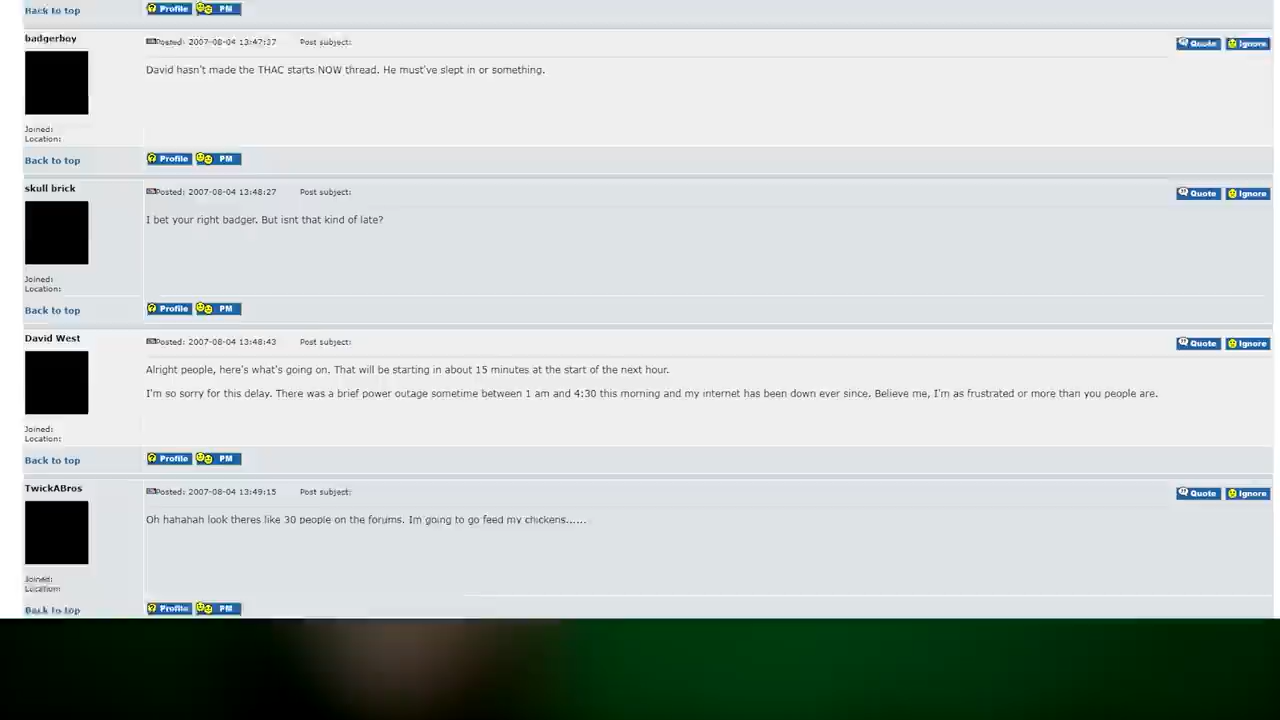 Back to top Profile PM
badgerboy Posted: 2007-08-04 13:47:37 Post subject: Quote Ignore
David hasn't made the THAC starts NOW thread. He must've slept in or something.
Joined:
Location:
Back to top Profile PM
skull brick Posted: 2007-08-04 13:48:27 Post subject: Quote Ignore
I bet your right badger. But isnt that kind of late?
Joined:
Location:
Back to top Profile PM
David West Posted: 2007-08-04 13:48:43 Post subject: Quote Ignore
Alright people, here's what's going on. That will be starting in about 15 minutes at the start of the next hour.
I'm so sorry for this delay. There was a brief power outage sometime between 1 am and 4:30 this morning and my internet has been down ever since. Believe me, I'm as frustrated or more than you people are.
Joined:
Location:
Back to top Profile PM
TwickABros Posted: 2007-08-04 13:49:15 Post subject: Quote Ignore
Oh hahahah look theres like 30 people on the forums. Im going to go feed my chickens......
Joined:
Location:
Back to top Profile PM